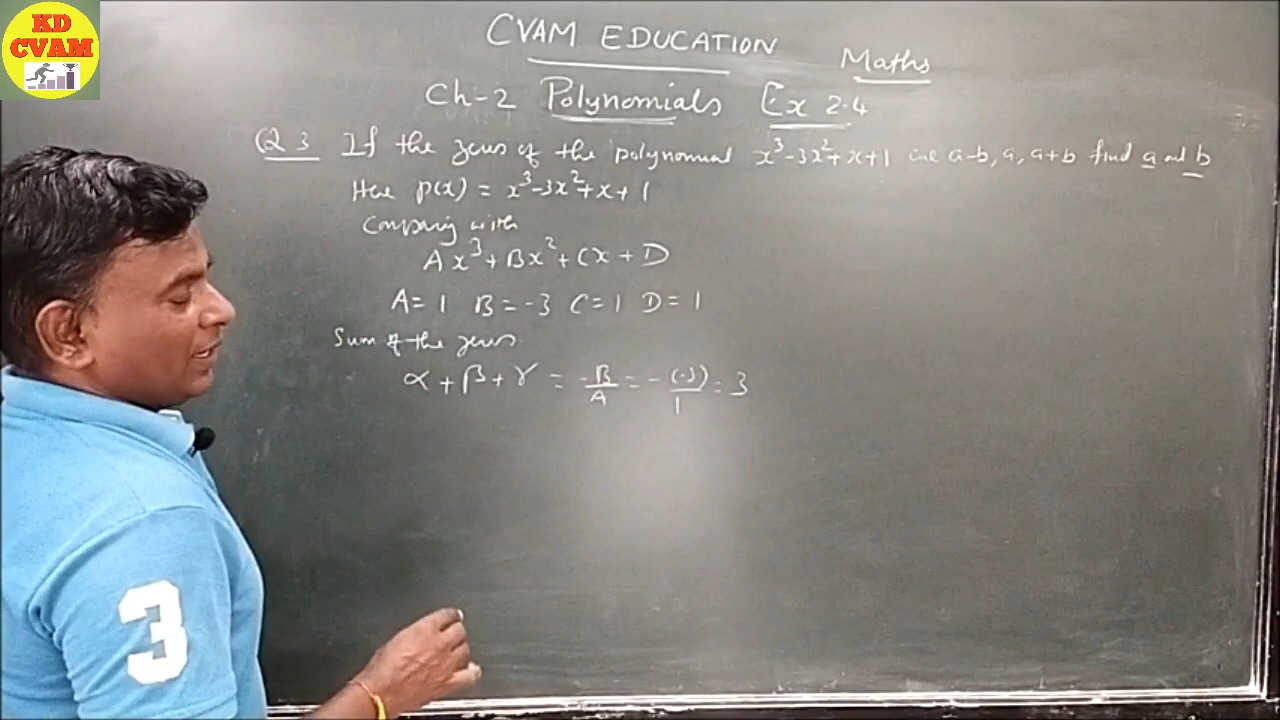 KD
CVAM
CVAM EDUCATION
Maths
Ch-2 Polynomials Ex 2.4
Q 3 If the zeros of the polynomial x³-3x²+x+1 are a-b, a, a+b find a and b
Here p(x) = x³-3x²+x+1
Comparing with
Ax³+Bx²+Cx+D
A=1 B=-3 C=1 D=1
Sum of the zeros
α+β+γ = -B/A = -(-3)/1 = 3
3